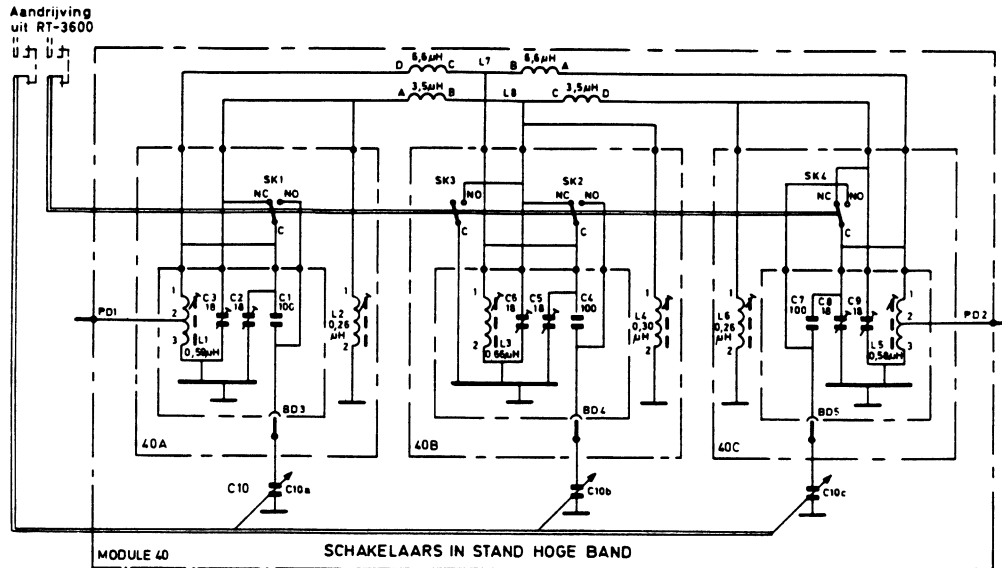 Aandrijving
uit RT-3600
D 6,6µH C L7 B 6,6µH A
A 3,5µH B L8 C 3,5µH D
SK1
NC NO
C
SK3
NO
SK2
NC NO
C
SK4
NC NO
C
PD1
1
2
3
L1
0,58µH
C3
18
C2
18
C1
100
1
L2
0,26
µH
2
BD3
40A
1
2
L3
0,66µH
C6
18
C5
18
C4
100
1
L4
0,30
µH
2
BD4
40B
1
L6
0,26
µH
2
C7
100
C8
18
C9
18
1
2
3
L5
0,58µH
PD2
BD5
40C
C10 C10a
C10b
C10c
MODULE 40
SCHAKELAARS IN STAND HOGE BAND